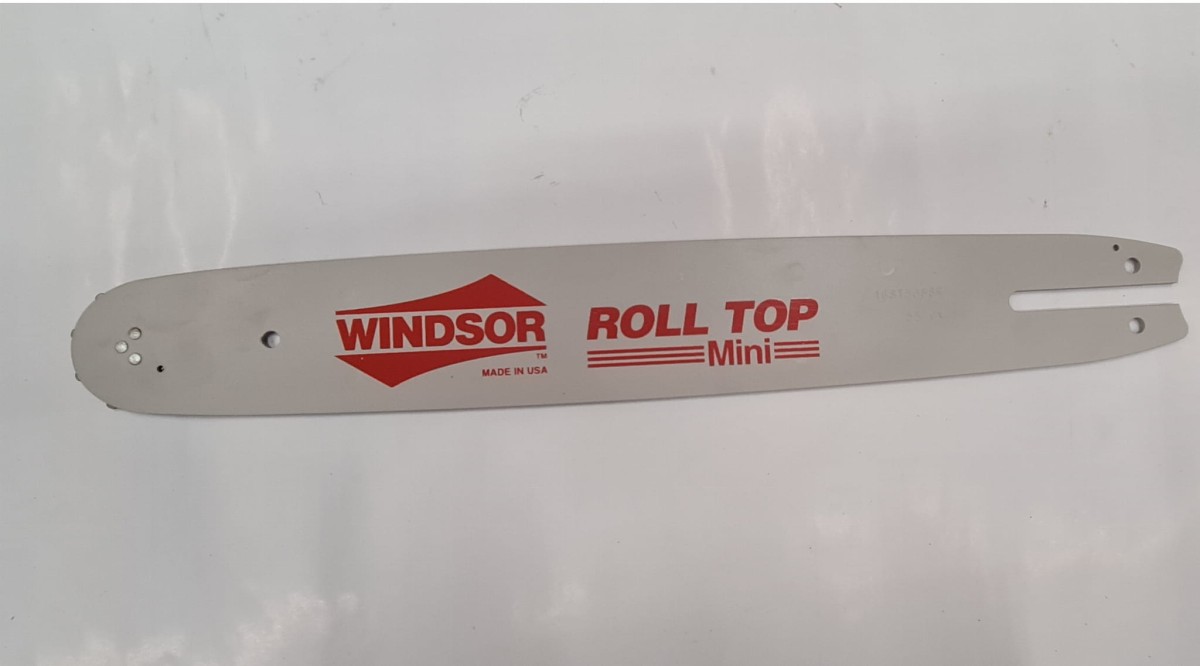 WINDSOR
TM
MADE IN USA
ROLL TOP
Mini